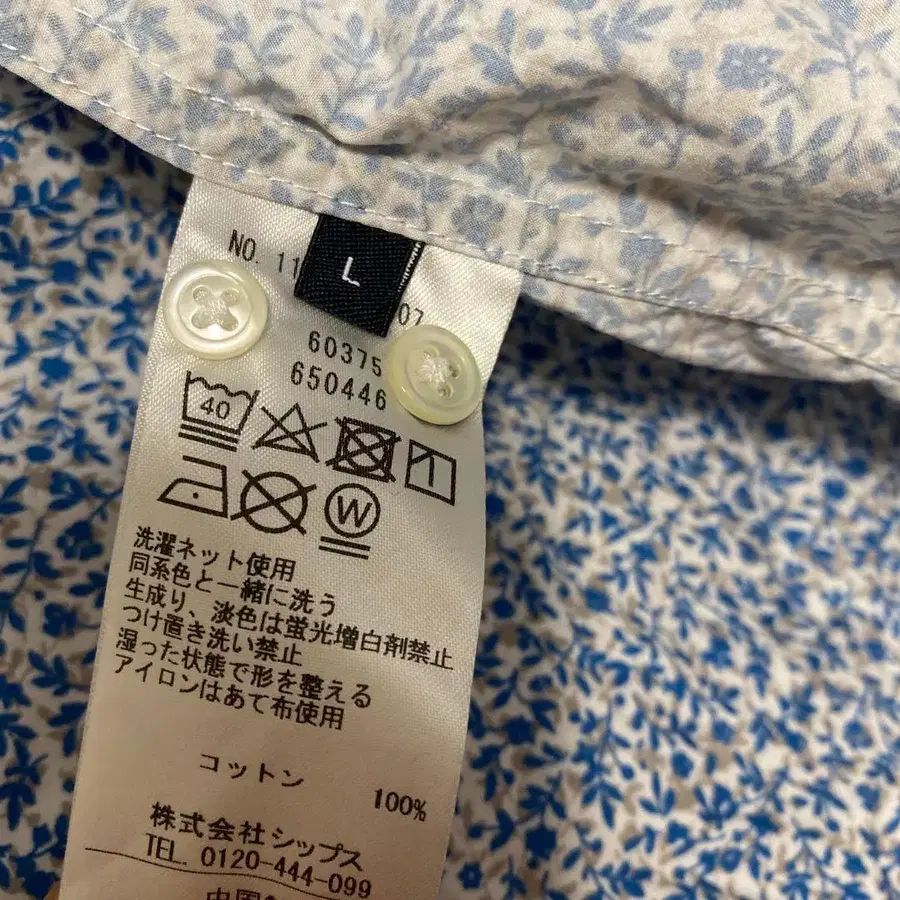 L
NO. 11 07
60375
650446
40
W
洗濯ネット使用
同系色と一緒に洗う
生成り、淡色は蛍光増白剤禁止
つけ置き洗い禁止
湿った状態で形を整える
アイロンはあて布使用
コットン 100%
株式会社シップス
TEL. 0120-444-099
中国